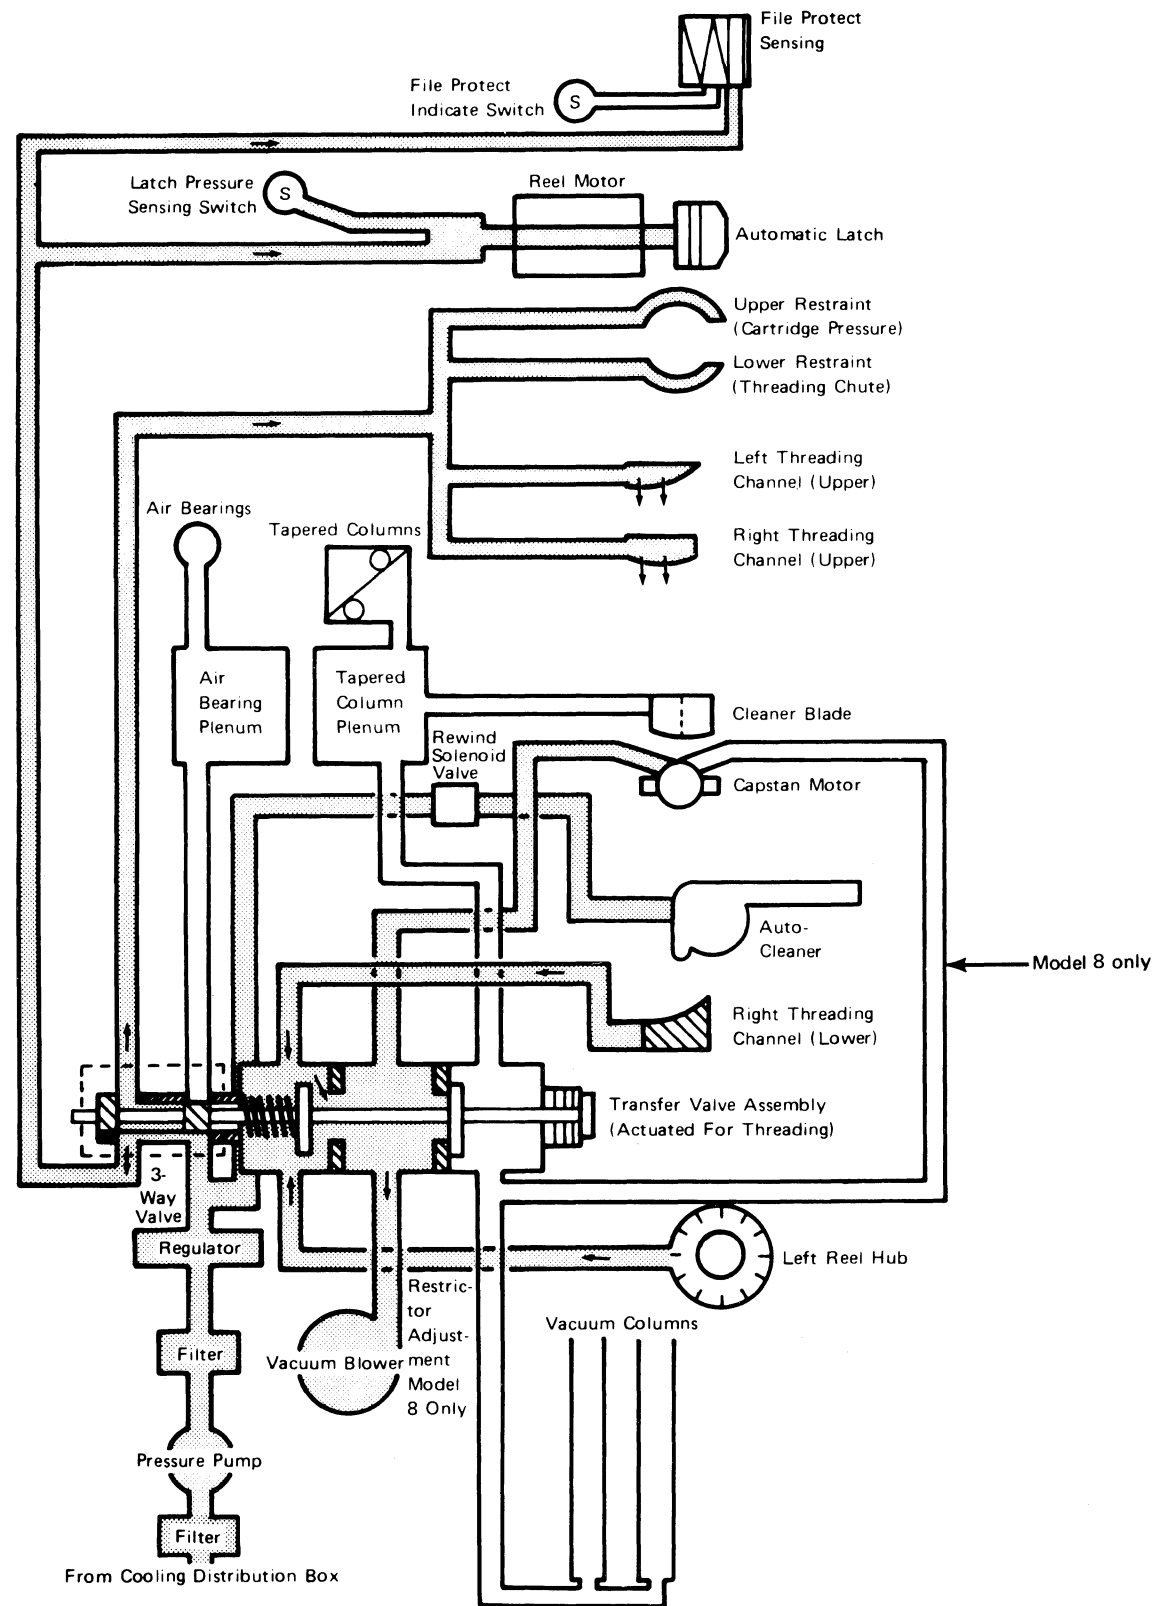 File Protect
Sensing
File Protect
Indicate Switch
S
Latch Pressure
Sensing Switch
S
Reel Motor
Automatic Latch
Upper Restraint
(Cartridge Pressure)
Lower Restraint
(Threading Chute)
Left Threading
Channel (Upper)
Air Bearings
Tapered Columns
Right Threading
Channel (Upper)
Air
Bearing
Plenum
Tapered
Column
Plenum
Cleaner Blade
Rewind
Solenoid
Valve
Capstan Motor
Auto-
Cleaner
Model 8 only
Right Threading
Channel (Lower)
Transfer Valve Assembly
(Actuated For Threading)
3-
Way
Valve
Regulator
Left Reel Hub
Restric-
tor
Adjust-
ment
Model
8 Only
Vacuum Columns
Filter
Vacuum Blower
Pressure Pump
Filter
From Cooling Distribution Box